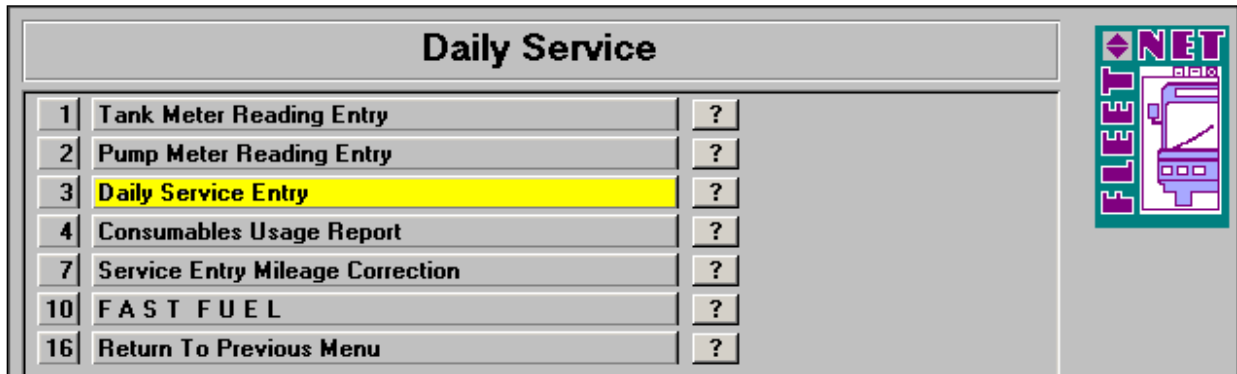 Daily Service
1 Tank Meter Reading Entry ?
2 Pump Meter Reading Entry ?
3 Daily Service Entry ?
4 Consumables Usage Report ?
7 Service Entry Mileage Correction ?
10 F A S T F U E L ?
16 Return To Previous Menu ?
FLEET
NET